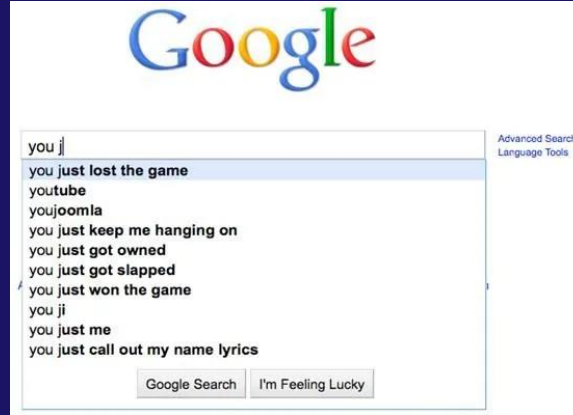 Google
you j
Advanced Search
Language Tools
you just lost the game
youtube
youjoomla
you just keep me hanging on
you just got owned
you just got slapped
you just won the game
you ji
you just me
you just call out my name lyrics
Google Search
I'm Feeling Lucky